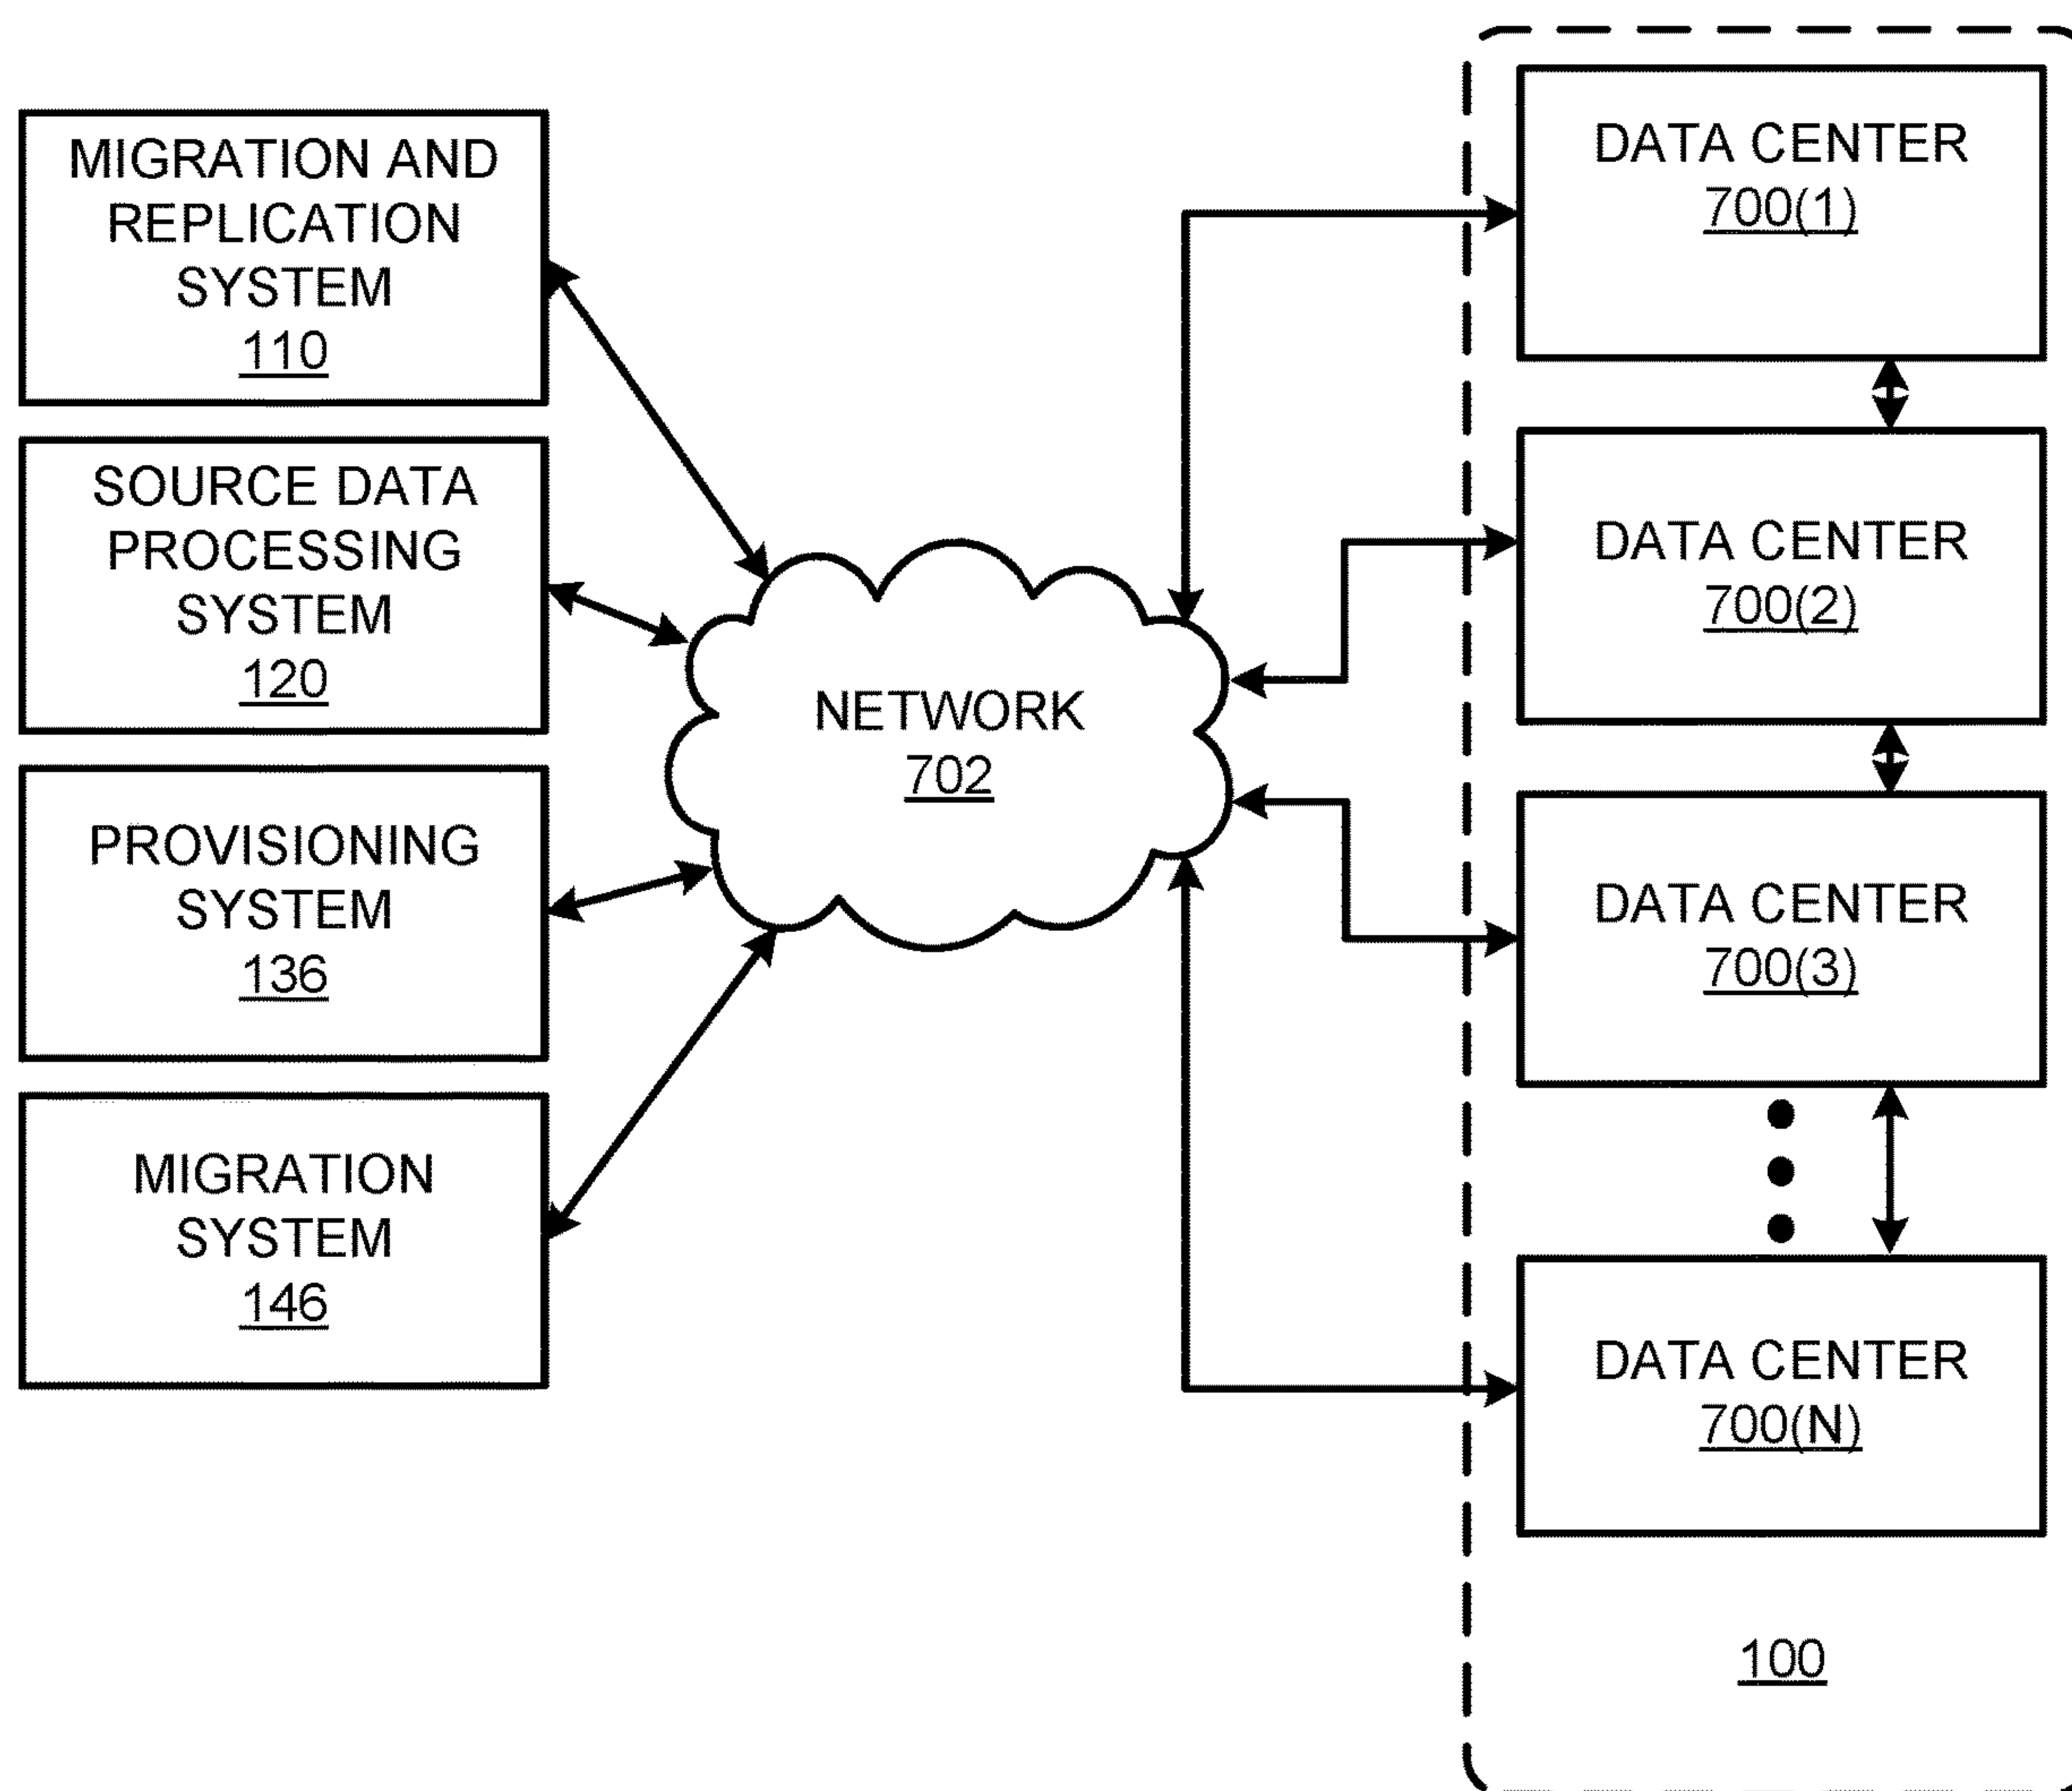 MIGRATION AND
REPLICATION
SYSTEM
110
SOURCE DATA
PROCESSING
SYSTEM
120
PROVISIONING
SYSTEM
136
MIGRATION
SYSTEM
146
NETWORK
702
DATA CENTER
700(1)
DATA CENTER
700(2)
DATA CENTER
700(3)
DATA CENTER
700(N)
100